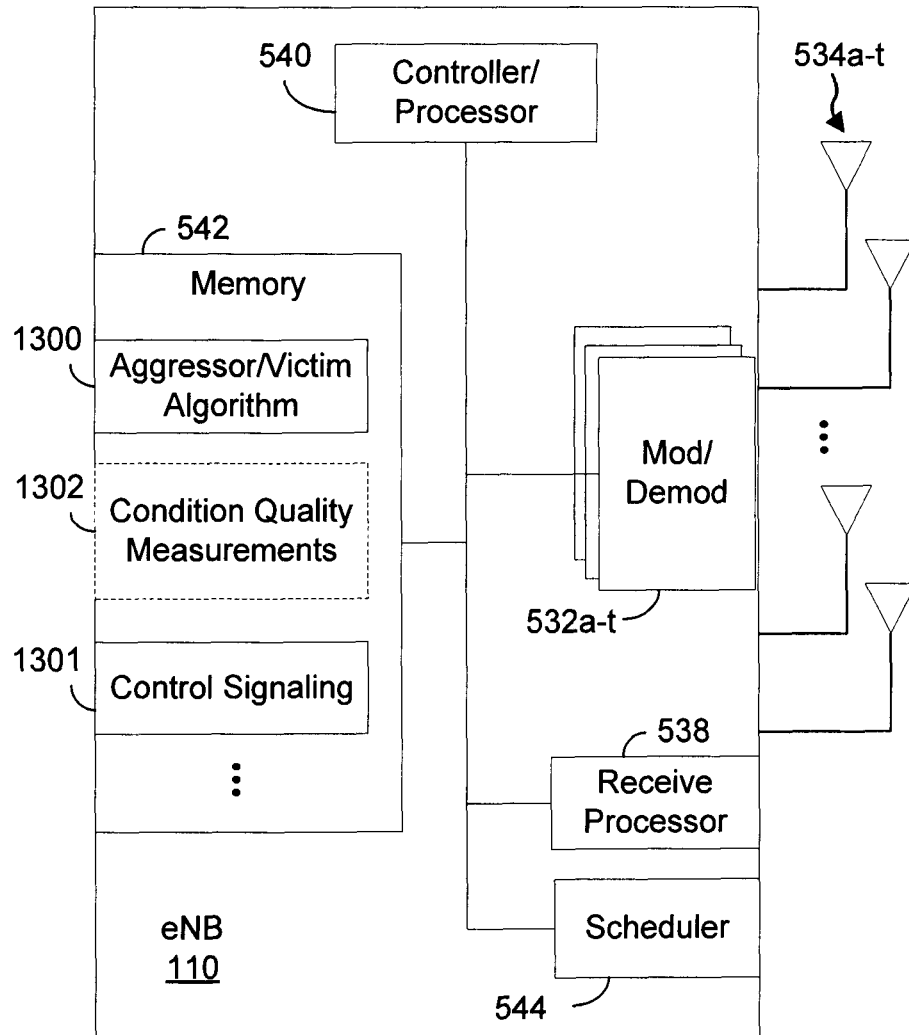 540
Controller/
Processor
534a-t
542
Memory
1300
Aggressor/Victim
Algorithm
1302
Condition Quality
Measurements
1301
Control Signaling
Mod/
Demod
532a-t
538
Receive
Processor
Scheduler
544
eNB
110